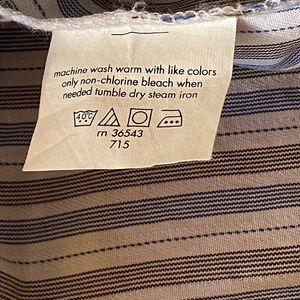 machine wash warm with like colors
only non-chlorine bleach when
needed tumble dry steam iron
40°C
rn 36543
715